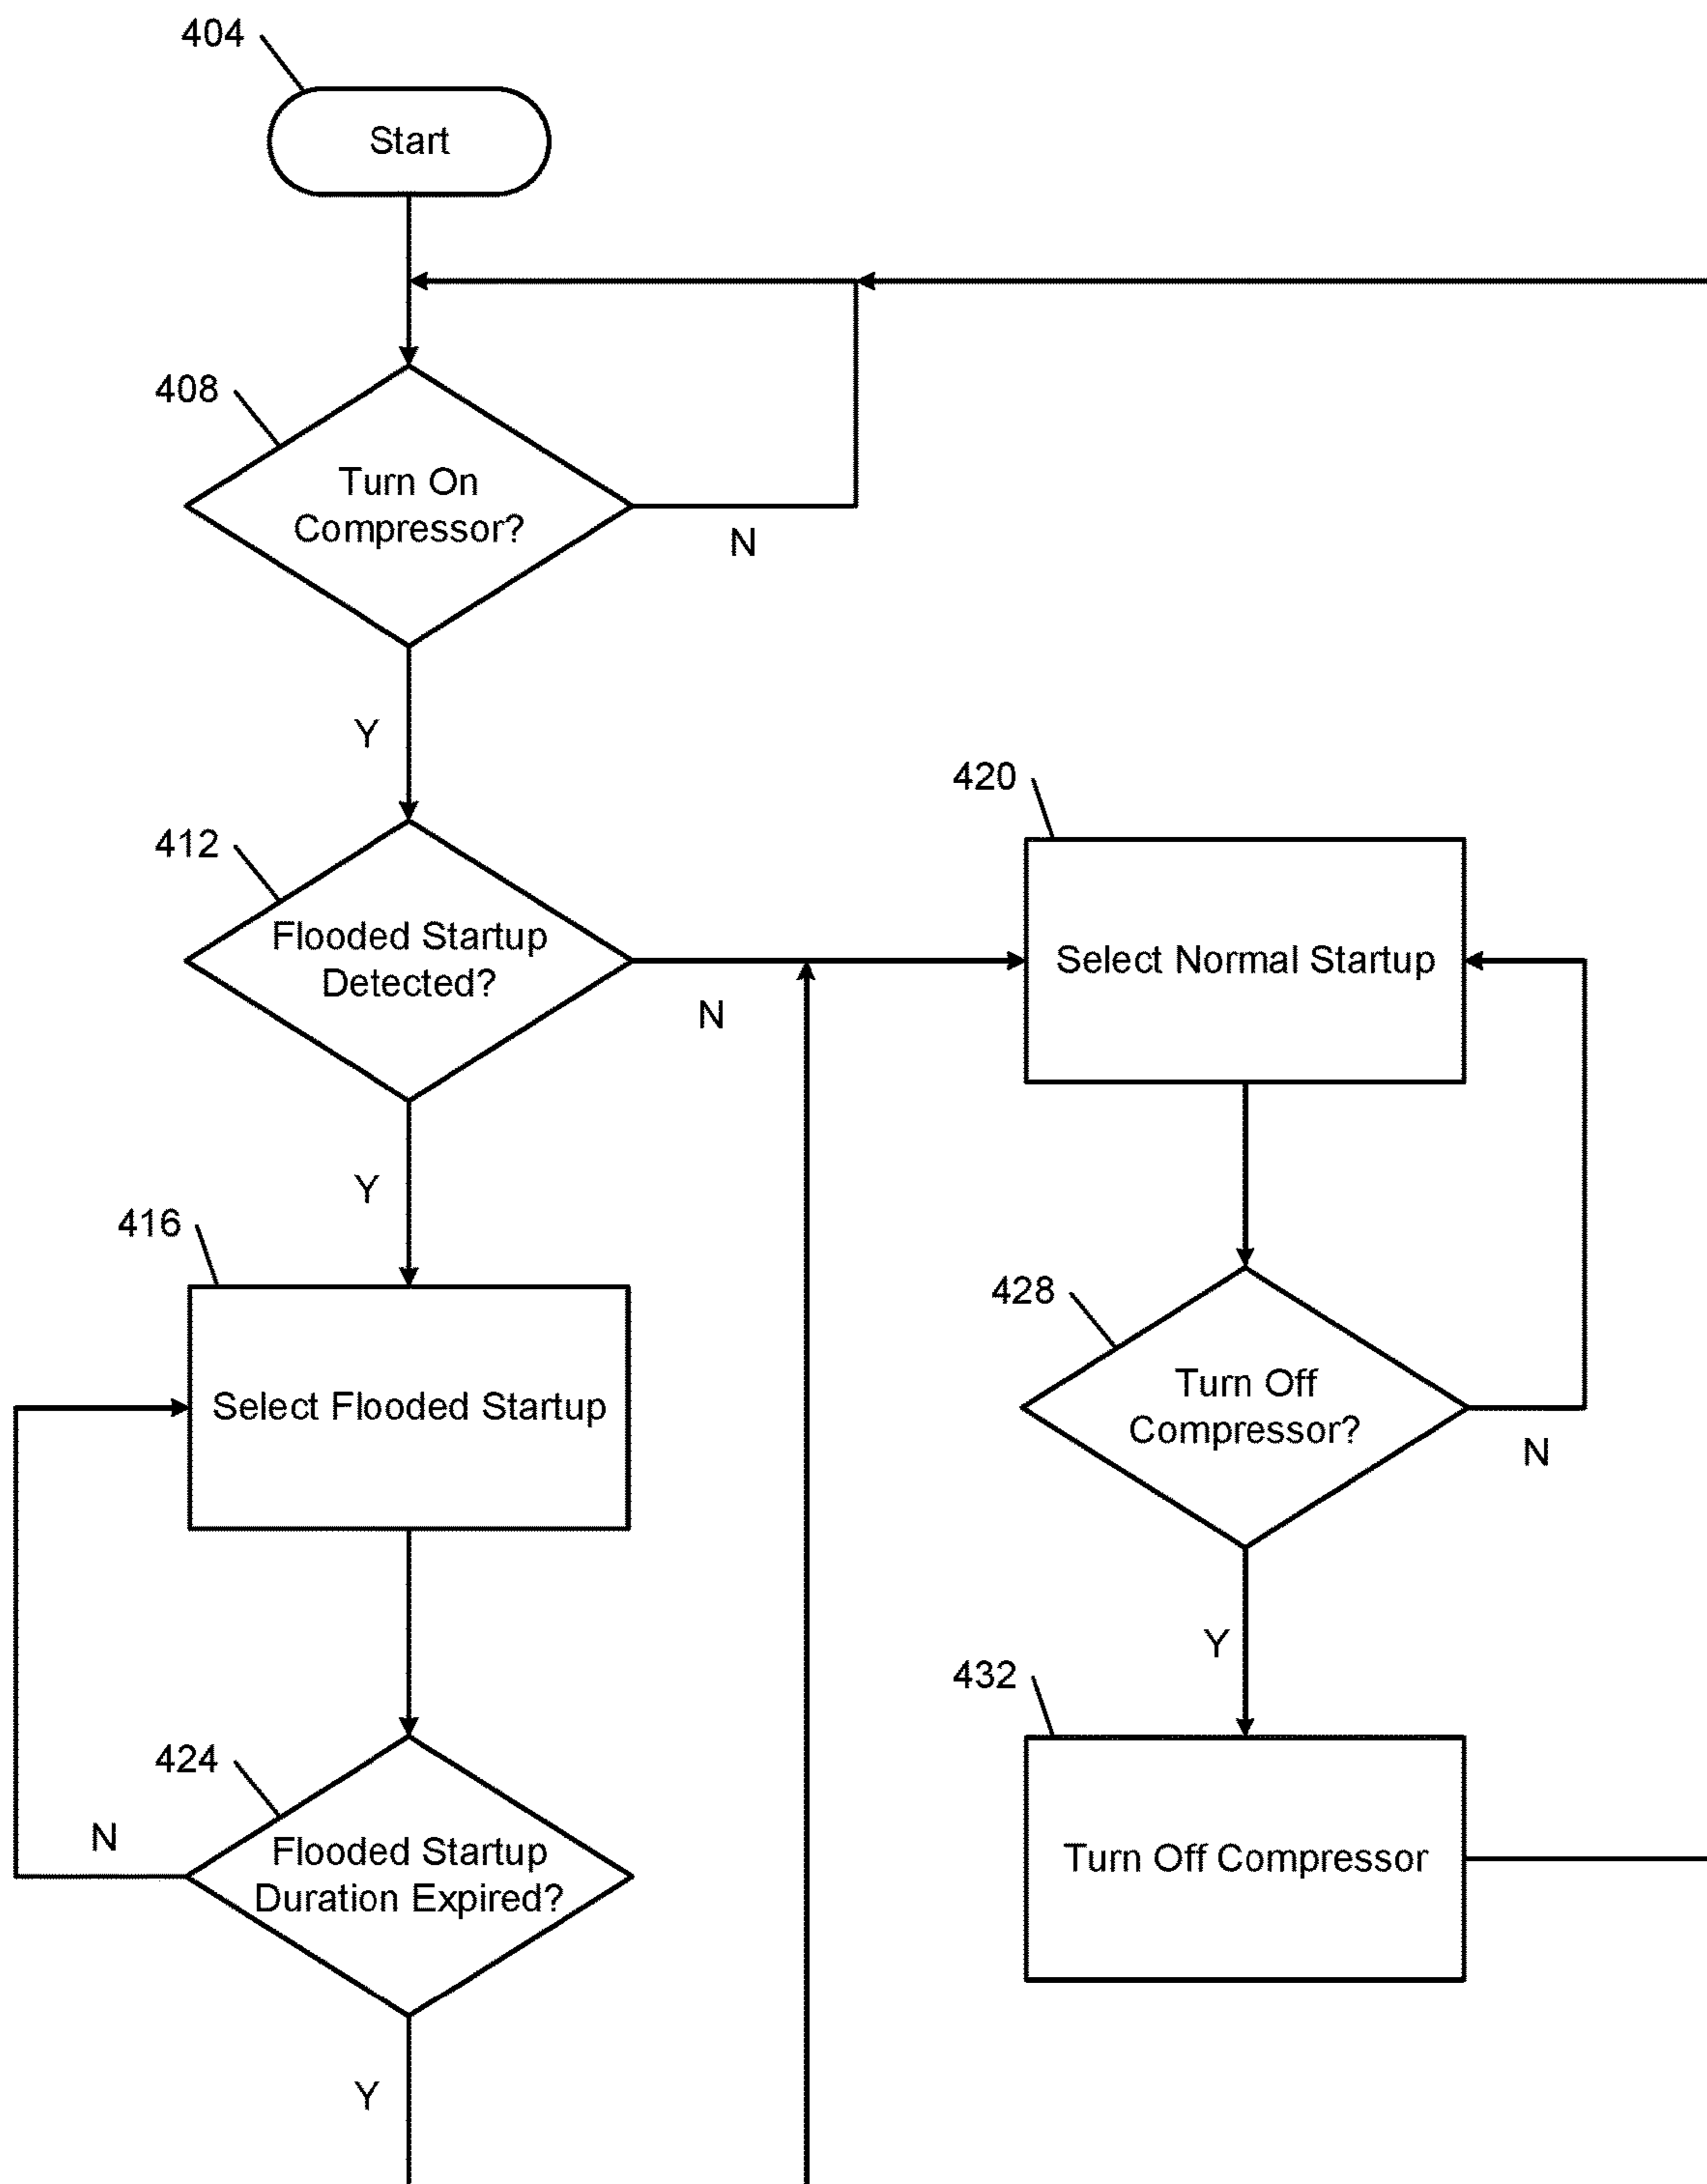 404
Start
408
Turn On
Compressor?
N
Y
412
Flooded Startup
Detected?
N
Y
420
Select Normal Startup
416
Select Flooded Startup
428
Turn Off
Compressor?
N
Y
424
Flooded Startup
Duration Expired?
N
Y
432
Turn Off Compressor